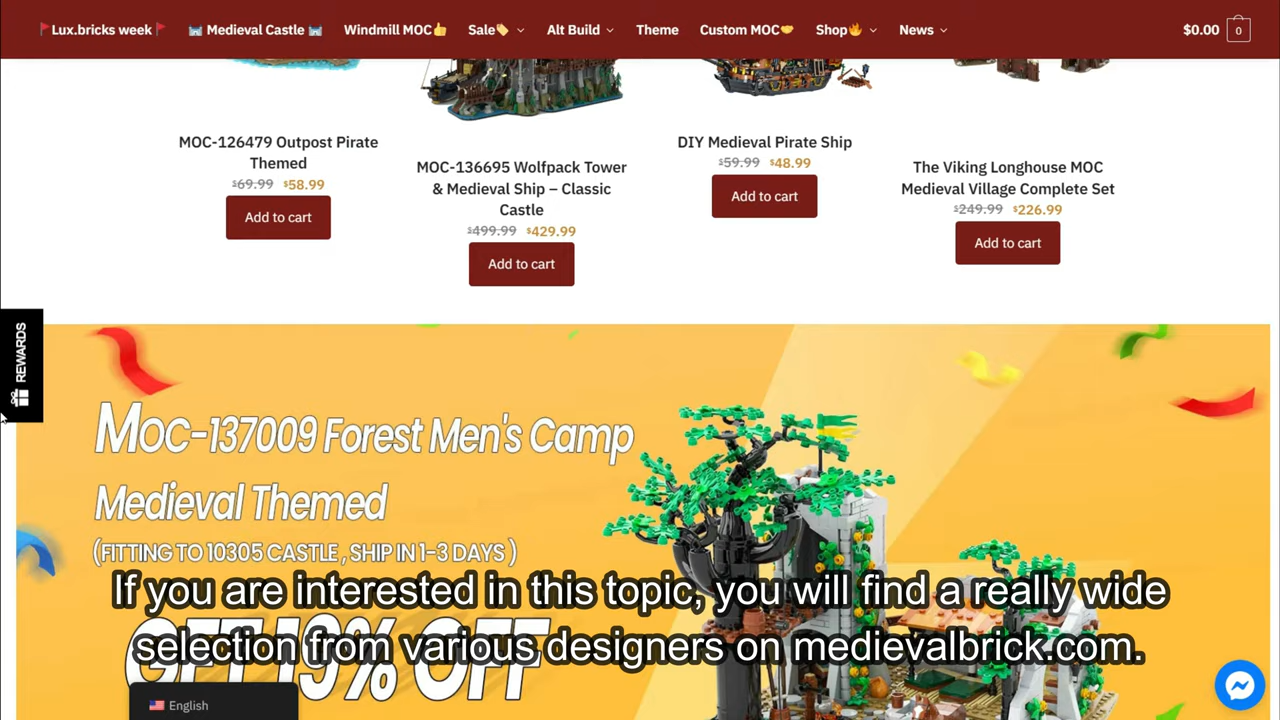 Lux.bricks week
Medieval Castle
Windmill MOC
Sale
Alt Build
Theme
Custom MOC
Shop
News
$0.00
0
MOC-126479 Outpost Pirate
Themed
$69.99 $58.99
Add to cart
MOC-136695 Wolfpack Tower
& Medieval Ship – Classic
Castle
$499.99 $429.99
Add to cart
DIY Medieval Pirate Ship
$59.99 $48.99
Add to cart
The Viking Longhouse MOC
Medieval Village Complete Set
$249.99 $226.99
Add to cart
REWARDS
MOC-137009 Forest Men's Camp
Medieval Themed
(FITTING TO 10305 CASTLE , SHIP IN 1-3 DAYS )
If you are interested in this topic, you will find a really wide
selection from various designers on medievalbrick.com.
% OFF
English